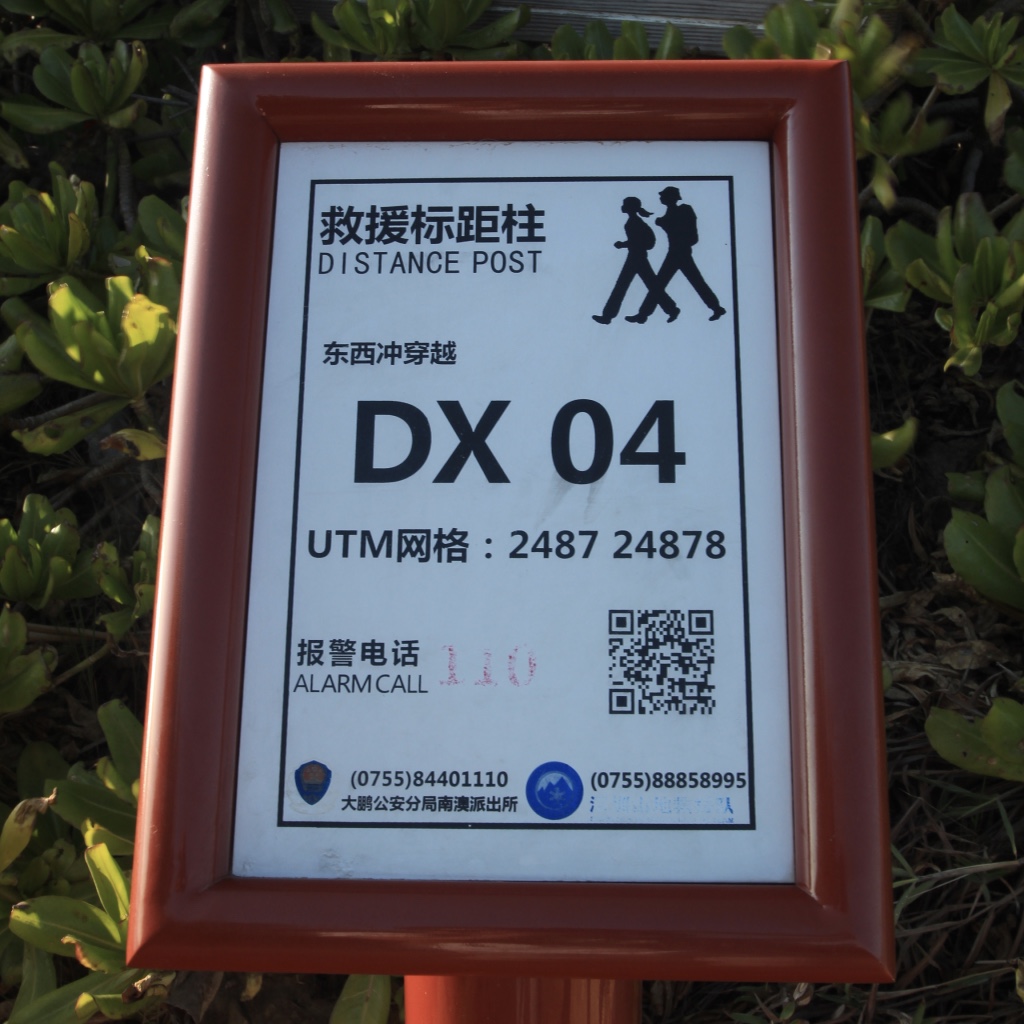 救援标距柱
DISTANCE POST
东西冲穿越
DX 04
UTM网格：2487 24878
报警电话 110
ALARM CALL
(0755)84401110
大鹏公安分局南澳派出所
(0755)88858995
队